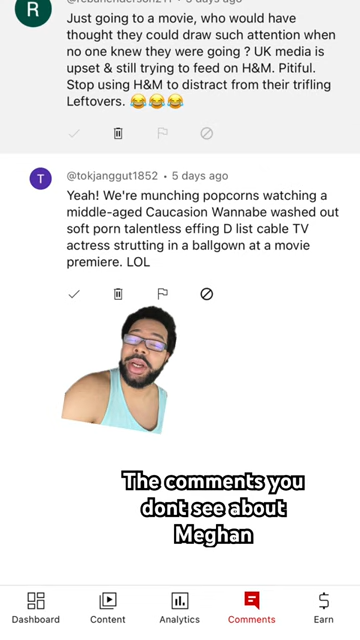 R
Just going to a movie, who would have
thought they could draw such attention when
no one knew they were going ? UK media is
upset & still trying to feed on H&M. Pitiful.
Stop using H&M to distract from their trifling
Leftovers. 😂😂😂
T
@tokjanggut1852 • 5 days ago
Yeah! We're munching popcorns watching a
middle-aged Caucasion Wannabe washed out
soft porn talentless effing D list cable TV
actress strutting in a ballgown at a movie
premiere. LOL
The comments you
dont see about
Meghan
Dashboard
Content
Analytics
Comments
Earn